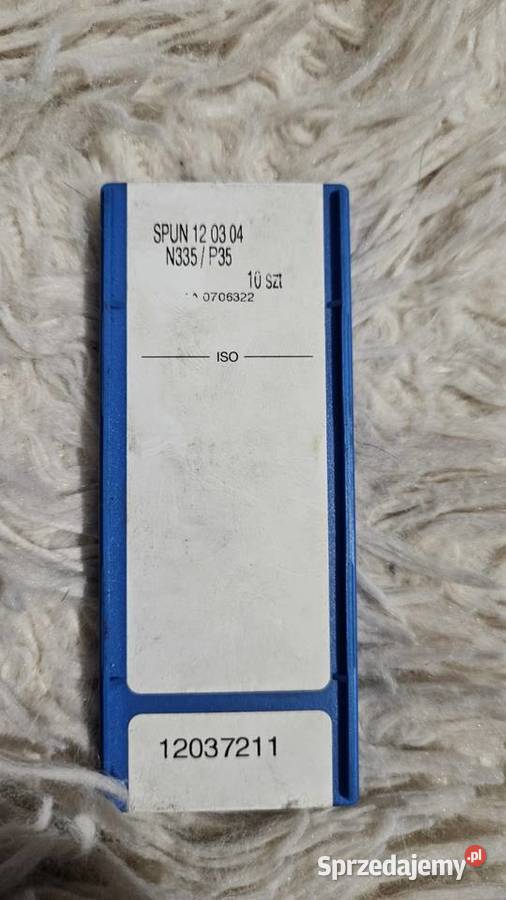 SPUN 12 03 04
N335 / P35
10 szt
0706322
ISO
12037211
Sprzedajemy.pl